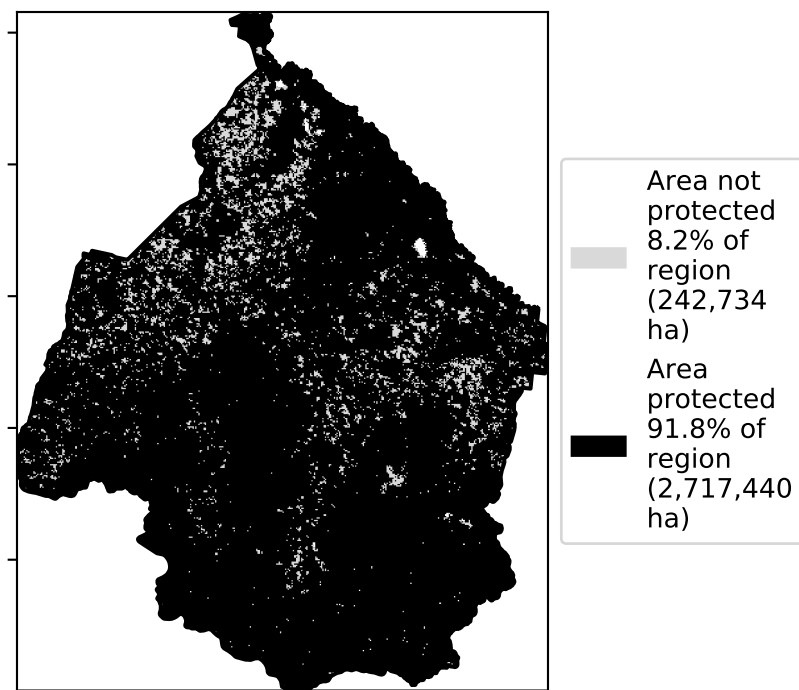 Area not
protected
8.2% of
region
(242,734
ha)
Area
protected
91.8% of
region
(2,717,440
ha)